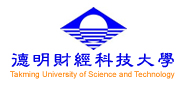 德明財經科技大學
Takming University of Science and Technology